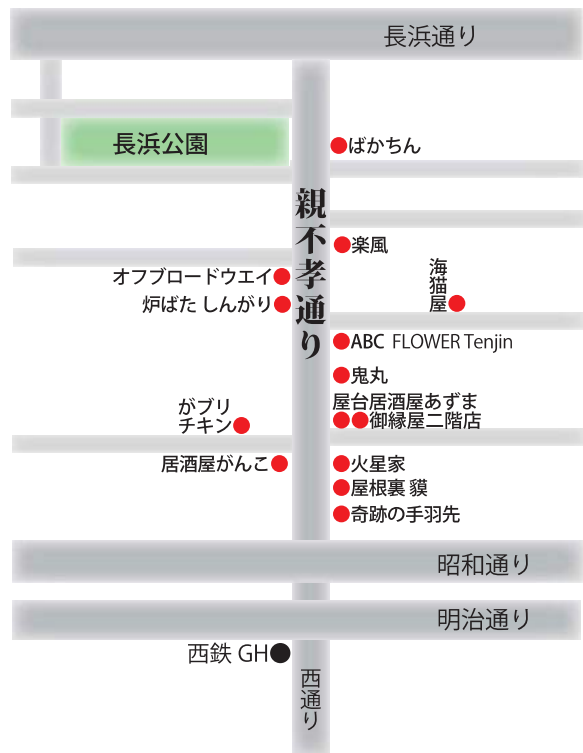 長浜通り
長浜公園
ばかちん
親不孝通り
楽風
オフブロードウエイ
海猫屋
炉ばた しんがり
ABC FLOWER Tenjin
鬼丸
屋台居酒屋あずま
がブリ
チキン
御縁屋二階店
居酒屋がんこ
火星家
屋根裏 獏
奇跡の手羽先
昭和通り
明治通り
西鉄 GH
西通り